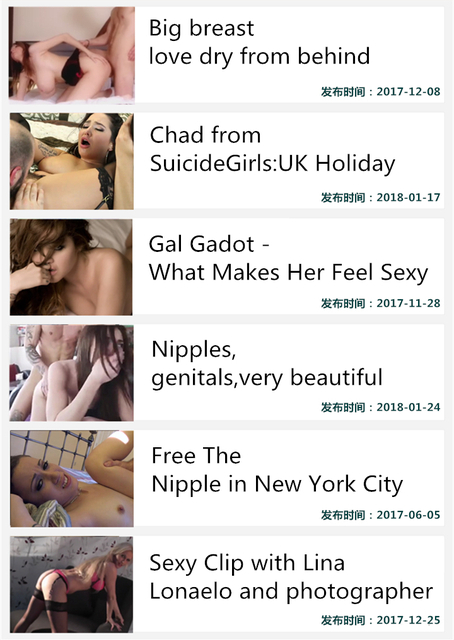 Big breast
love dry from behind
发布时间：2017-12-08
Chad from
SuicideGirls:UK Holiday
发布时间：2018-01-17
Gal Gadot -
What Makes Her Feel Sexy
发布时间：2017-11-28
Nipples,
genitals,very beautiful
发布时间：2018-01-24
Free The
Nipple in New York City
发布时间：2017-06-05
Sexy Clip with Lina
Lonaelo and photographer
发布时间：2017-12-25